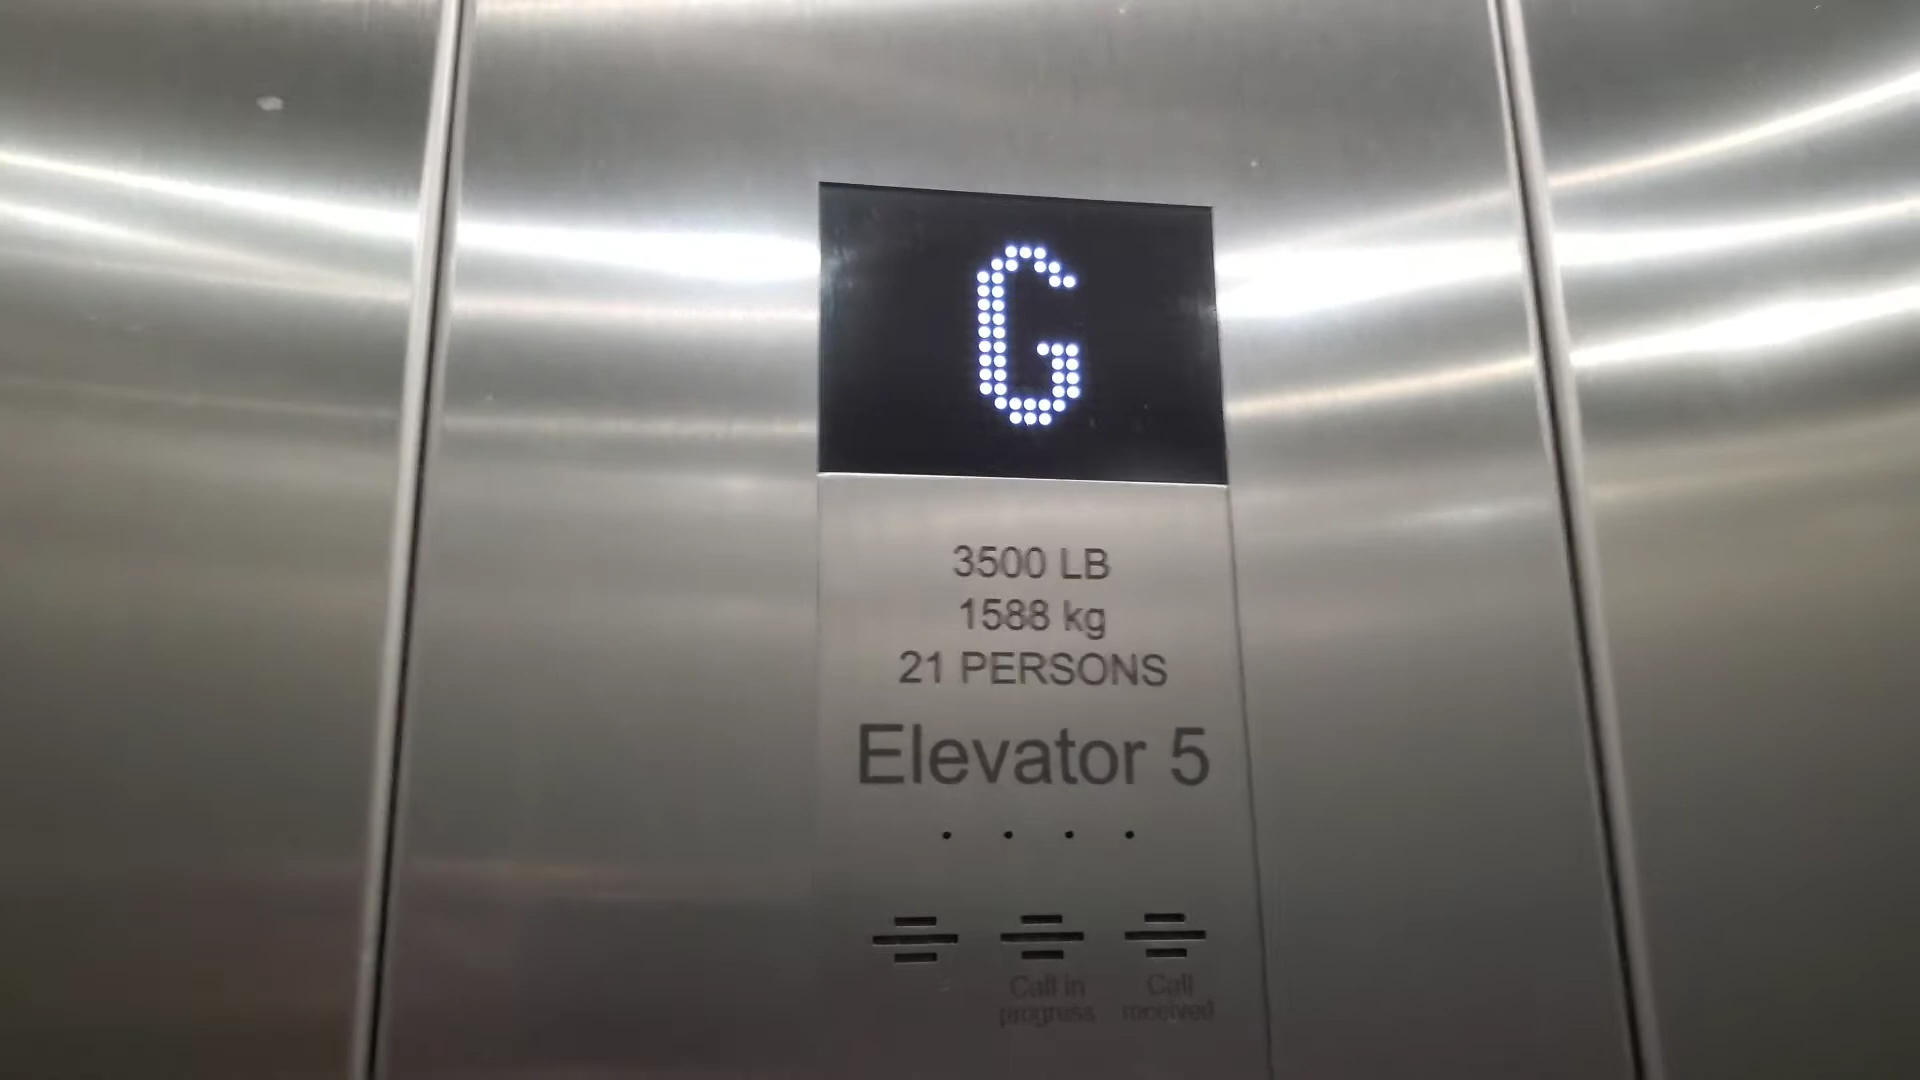 G
3500 LB
1588 kg
21 PERSONS
Elevator 5
Call in Call
progress received